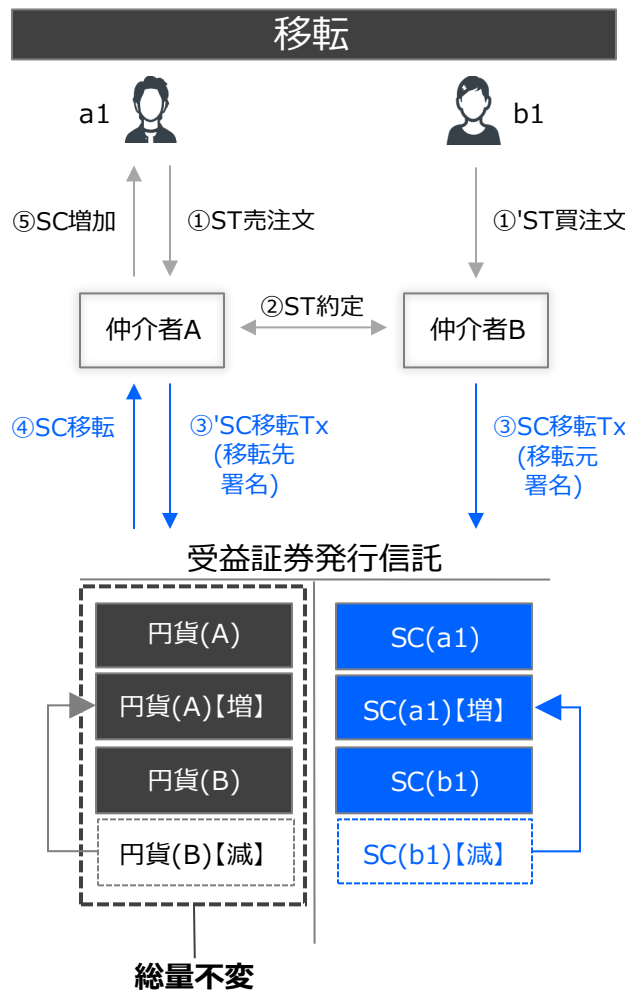 移転
a1
b1
⑤SC増加
①ST売注文
①'ST買注文
②ST約定
仲介者A
仲介者B
④SC移転
③'SC移転Tx
(移転先
署名)
③SC移転Tx
(移転元
署名)
受益証券発行信託
円貨(A)
円貨(A)【増】
円貨(B)
円貨(B)【減】
SC(a1)
SC(a1)【増】
SC(b1)
SC(b1)【減】
総量不変